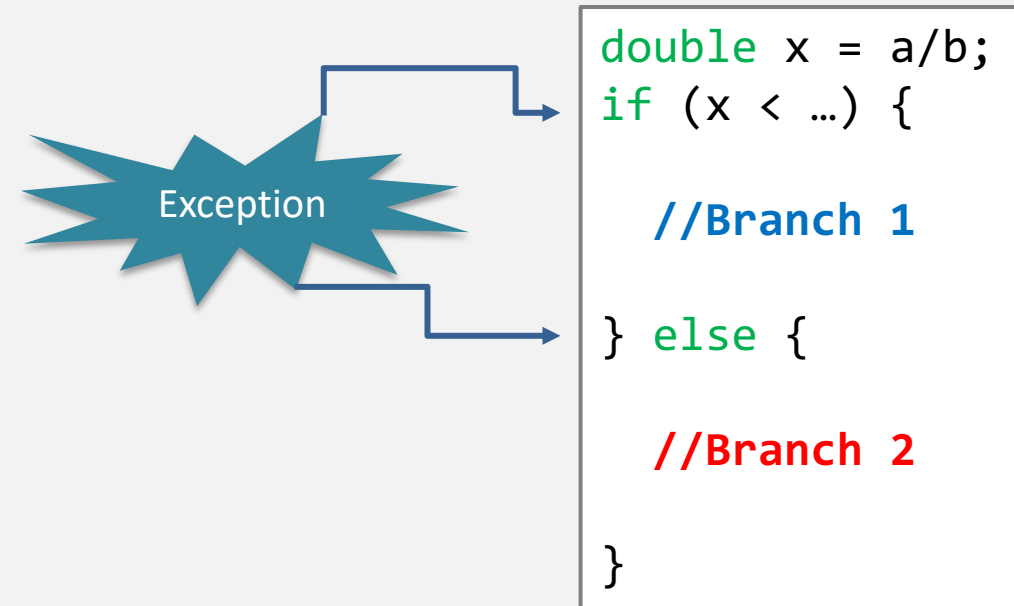 double x = a/b;
if (x < …) {
Exception
//Branch 1
} else {
//Branch 2
}